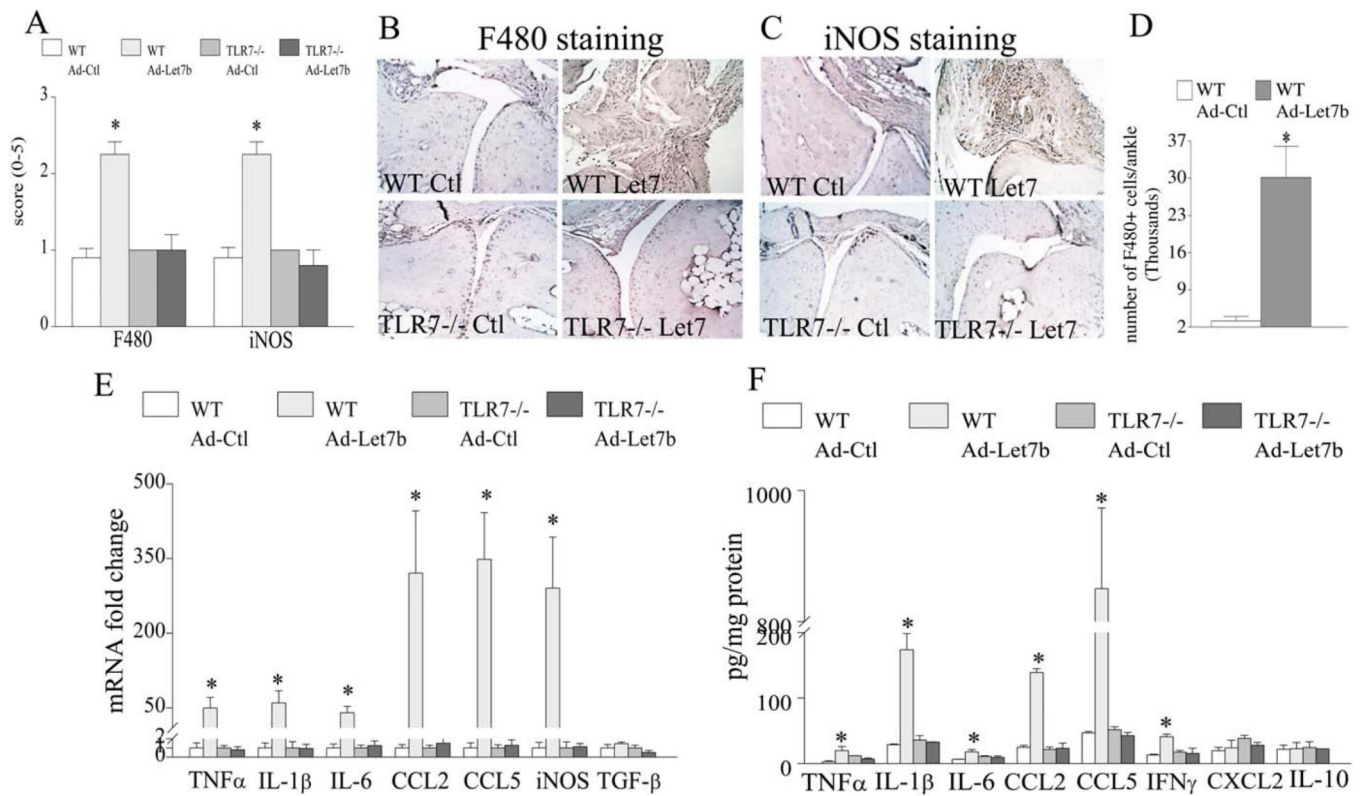 A
WT
Ad-Ctl
WT
Ad-Let7b
TLR7-/-
Ad-Ctl
TLR7-/-
Ad-Let7b
score (0-5)
3
2
1
0
*
*
F480
iNOS
B
F480 staining
WT Ctl
WT Let7
TLR7-/- Ctl
TLR7-/- Let7
C
iNOS staining
WT Ctl
WT Let7
TLR7-/- Ctl
TLR7-/- Let7
D
WT
Ad-Ctl
WT
Ad-Let7b
number of F480+ cells/ankle
(Thousands)
37
30
23
16
9
2
*
E
WT
Ad-Ctl
WT
Ad-Let7b
TLR7-/-
Ad-Ctl
TLR7-/-
Ad-Let7b
mRNA fold change
500
350
200
50
2
1
0
* * * * * *
TNFα IL-1β IL-6 CCL2 CCL5 iNOS TGF-β
F
WT
Ad-Ctl
WT
Ad-Let7b
TLR7-/-
Ad-Ctl
TLR7-/-
Ad-Let7b
pg/mg protein
1000
800
200
100
0
* * * * * *
TNFα IL-1β IL-6 CCL2 CCL5 IFNγ CXCL2 IL-10